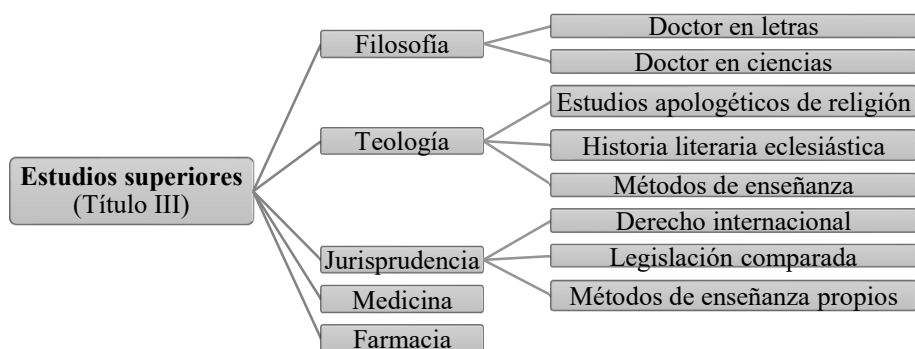 Estudios superiores
(Título III)
Filosofía
Doctor en letras
Doctor en ciencias
Teología
Estudios apologéticos de religión
Historia literaria eclesiástica
Métodos de enseñanza
Jurisprudencia
Derecho internacional
Legislación comparada
Métodos de enseñanza propios
Medicina
Farmacia